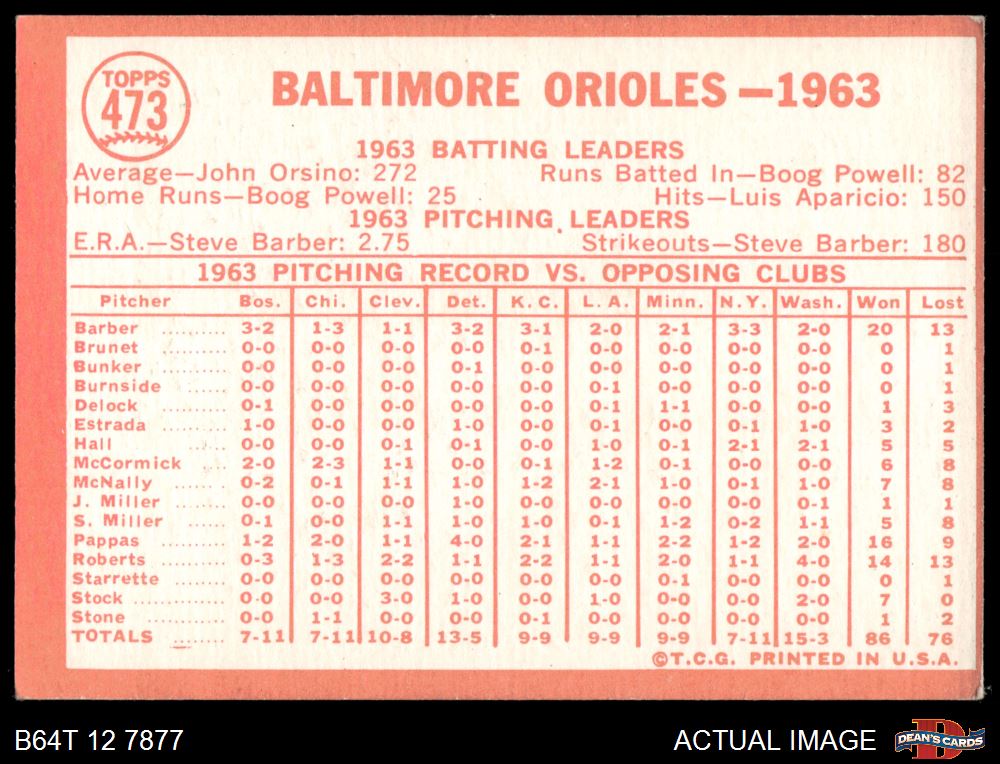 TOPPS
473
BALTIMORE ORIOLES—1963
1963 BATTING LEADERS
Average—John Orsino: 272 Runs Batted In—Boog Powell: 82
Home Runs—Boog Powell: 25 Hits—Luis Aparicio: 150
1963 PITCHING LEADERS
E.R.A.—Steve Barber: 2.75 Strikeouts—Steve Barber: 180
1963 PITCHING RECORD VS. OPPOSING CLUBS
Pitcher Bos. Chi. Clev. Det. K. C. L. A. Minn. N.Y. Wash. Won Lost
Barber .......... 3-2 1-3 1-1 3-2 3-1 2-0 2-1 3-3 2-0 20 13
Brunet .......... 0-0 0-0 0-0 0-0 0-1 0-0 0-0 0-0 0-0 0 1
Bunker .......... 0-0 0-0 0-0 0-1 0-0 0-0 0-0 0-0 0-0 0 1
Burnside ...... 0-0 0-0 0-0 0-0 0-0 0-1 0-0 0-0 0-0 0 1
Delock .......... 0-1 0-0 0-0 0-0 0-0 0-1 1-1 0-0 0-0 1 3
Estrada ........ 1-0 0-0 0-0 1-0 0-0 0-1 0-0 0-1 1-0 3 2
Hall ..... 0-0 0-0 0-1 0-1 0-0 1-0 0-1 2-1 2-1 5 5
McCormick ..... 2-0 2-3 1-1 0-0 0-1 1-2 0-1 0-0 0-0 6 8
McNally ....... 0-2 0-1 1-1 1-0 1-2 2-1 1-0 0-1 1-0 7 8
J. Miller ...... 0-0 0-0 0-0 1-0 0-0 0-0 0-0 0-1 0-0 1 1
S. Miller ...... 0-1 0-0 1-1 1-0 1-0 0-1 1-2 0-2 1-1 5 8
Pappas .......... 1-2 2-0 1-1 4-0 2-1 1-1 2-2 1-2 2-0 16 9
Roberts ........ 0-3 1-3 2-2 1-1 2-2 1-1 2-0 1-1 4-0 14 13
Starrette ...... 0-0 0-0 0-0 0-0 0-0 0-0 0-1 0-0 0-0 0 1
Stock ............. 0-0 0-0 3-0 1-0 0-0 1-0 0-0 0-0 2-0 7 0
Stone ........... 0-0 1-1 0-0 0-0 0-1 0-0 0-0 0-0 0-0 1 2
TOTALS ....... 7-11 7-11 10-8 13-5 9-9 9-9 9-9 7-11 15-3 86 76
©T.C.G. PRINTED IN U.S.A.
B64T 12 7877 ACTUAL IMAGE
DEAN'S CARDS